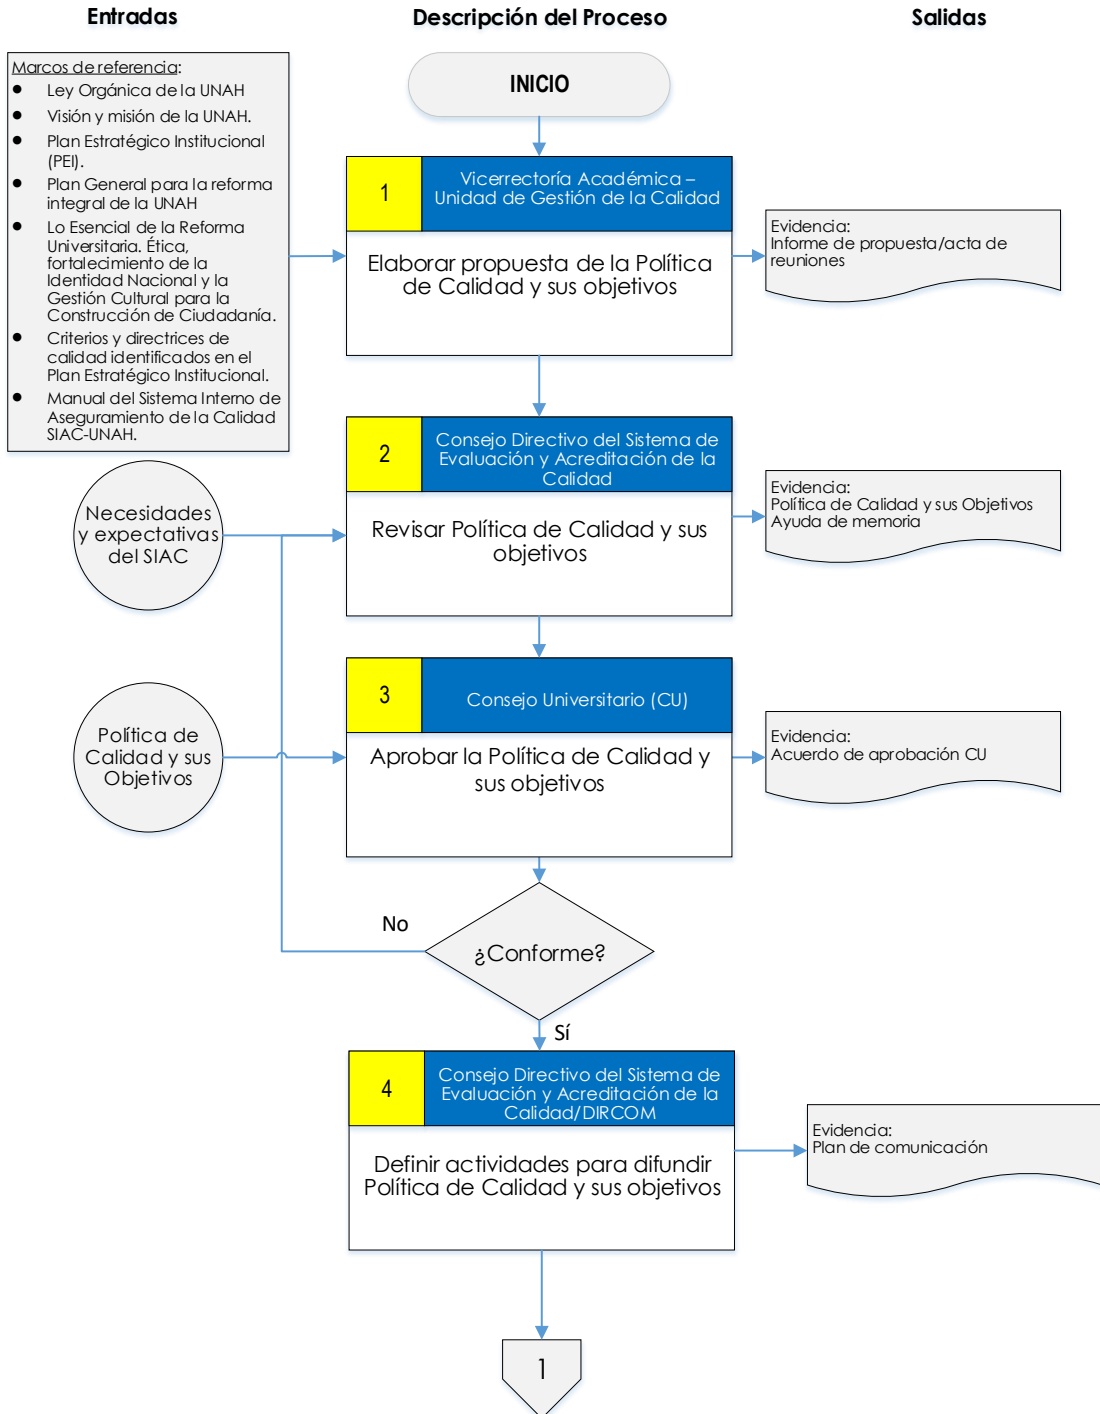 Entradas
Descripción del Proceso
Salidas
Marcos de referencia:
● Ley Orgánica de la UNAH
● Visión y misión de la UNAH.
● Plan Estratégico Institucional
(PEI).
● Plan General para la reforma
integral de la UNAH
● Lo Esencial de la Reforma
Universitaria. Ética,
fortalecimiento de la
Identidad Nacional y la
Gestión Cultural para la
Construcción de Ciudadanía.
● Criterios y directrices de
calidad identificados en el
Plan Estratégico Institucional.
● Manual del Sistema Interno de
Aseguramiento de la Calidad
SIAC-UNAH.
INICIO
1
Vicerrectoría Académica –
Unidad de Gestión de la Calidad
Elaborar propuesta de la Política
de Calidad y sus objetivos
Evidencia:
Informe de propuesta/acta de
reuniones
Necesidades
y expectativas
del SIAC
2
Consejo Directivo del Sistema de
Evaluación y Acreditación de la
Calidad
Revisar Política de Calidad y sus
objetivos
Evidencia:
Política de Calidad y sus Objetivos
Ayuda de memoria
Política de
Calidad y sus
Objetivos
3
Consejo Universitario (CU)
Aprobar la Política de Calidad y
sus objetivos
Evidencia:
Acuerdo de aprobación CU
No
¿Conforme?
Sí
4
Consejo Directivo del Sistema de
Evaluación y Acreditación de la
Calidad/DIRCOM
Definir actividades para difundir
Política de Calidad y sus objetivos
Evidencia:
Plan de comunicación
1